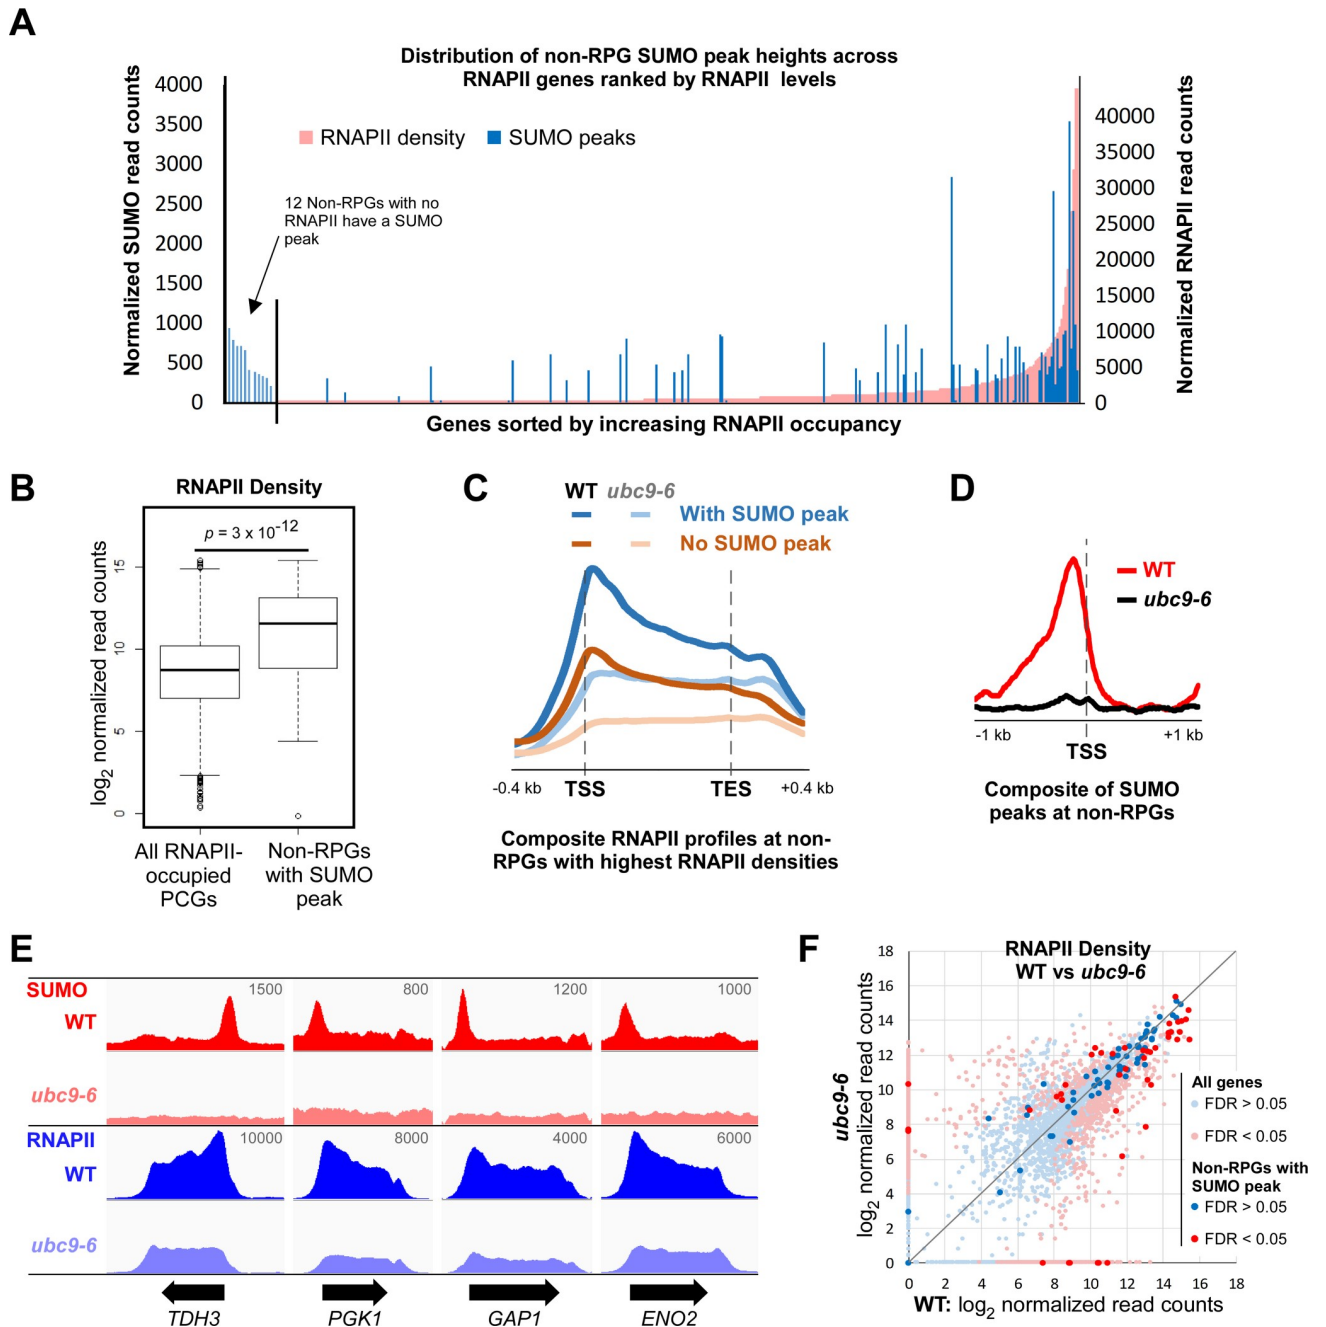 A
Distribution of non-RPG SUMO peak heights across
RNAPII genes ranked by RNAPII levels
Normalized SUMO read counts
4000
3500
3000
2500
2000
1500
1000
500
0
RNAPII density
SUMO peaks
12 Non-RPGs with no
RNAPII have a SUMO
peak
40000
35000
30000
25000
20000
15000
10000
5000
0
Normalized RNAPII read counts
Genes sorted by increasing RNAPII occupancy
B
RNAPII Density
p = 3 x 10-12
log2 normalized read counts
15
10
5
0
All RNAPII-
occupied
PCGs
Non-RPGs
with SUMO
peak
C
WT ubc9-6
With SUMO peak
No SUMO peak
-0.4 kb TSS TES +0.4 kb
Composite RNAPII profiles at non-
RPGs with highest RNAPII densities
D
WT
ubc9-6
-1 kb +1 kb
TSS
Composite of SUMO
peaks at non-RPGs
E
SUMO
WT
1500 800 1200 1000
ubc9-6
RNAPII
WT
10000 8000 4000 6000
ubc9-6
TDH3 PGK1 GAP1 ENO2
F
RNAPII Density
WT vs ubc9-6
ubc9-6
log2 normalized read counts
18
16
14
12
10
8
6
4
2
0
0 2 4 6 8 10 12 14 16 18
WT: log2 normalized read counts
All genes
FDR > 0.05
FDR < 0.05
Non-RPGs with
SUMO peak
FDR > 0.05
FDR < 0.05